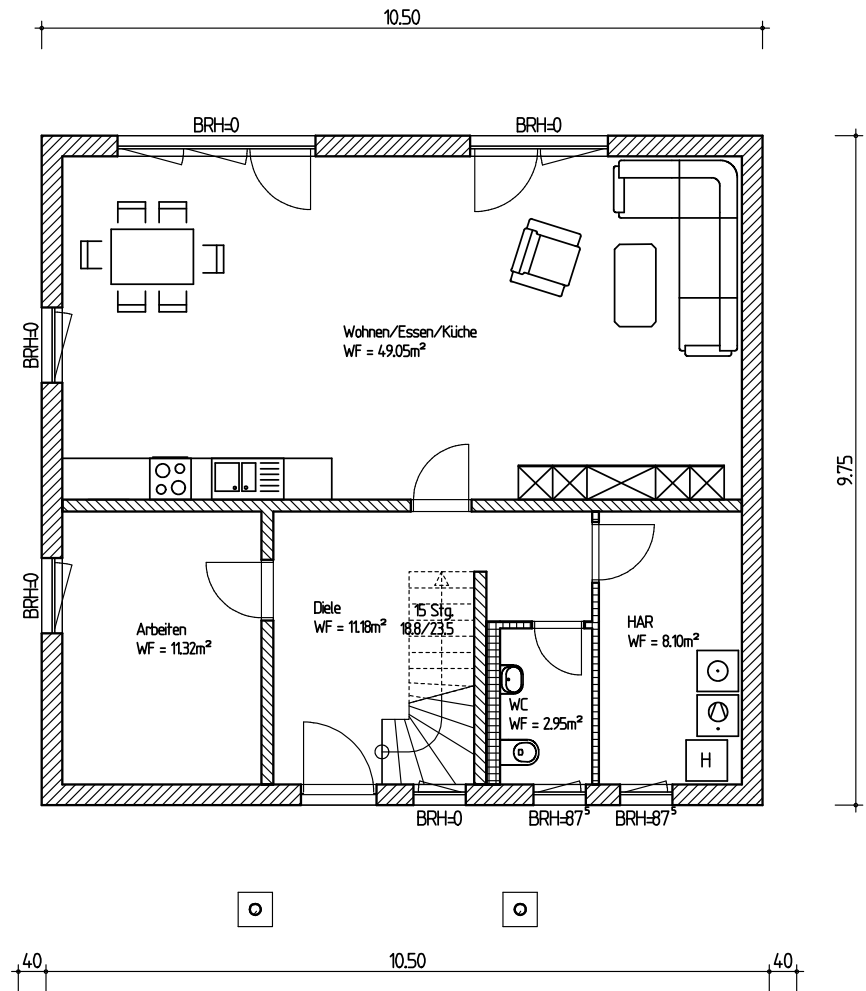 10.50
BRH=0
BRH=0
9.75
BRH=0
Wohnen/Essen/Küche
WF = 49.05m²
BRH=0
Arbeiten
WF = 11.32m²
Diele
WF = 11.18m²
15 Stg.
18.8/23.5
HAR
WF = 8.10m²
WC
WF = 2.95m²
H
BRH=0
BRH=87⁵
BRH=87⁵
40
10.50
40